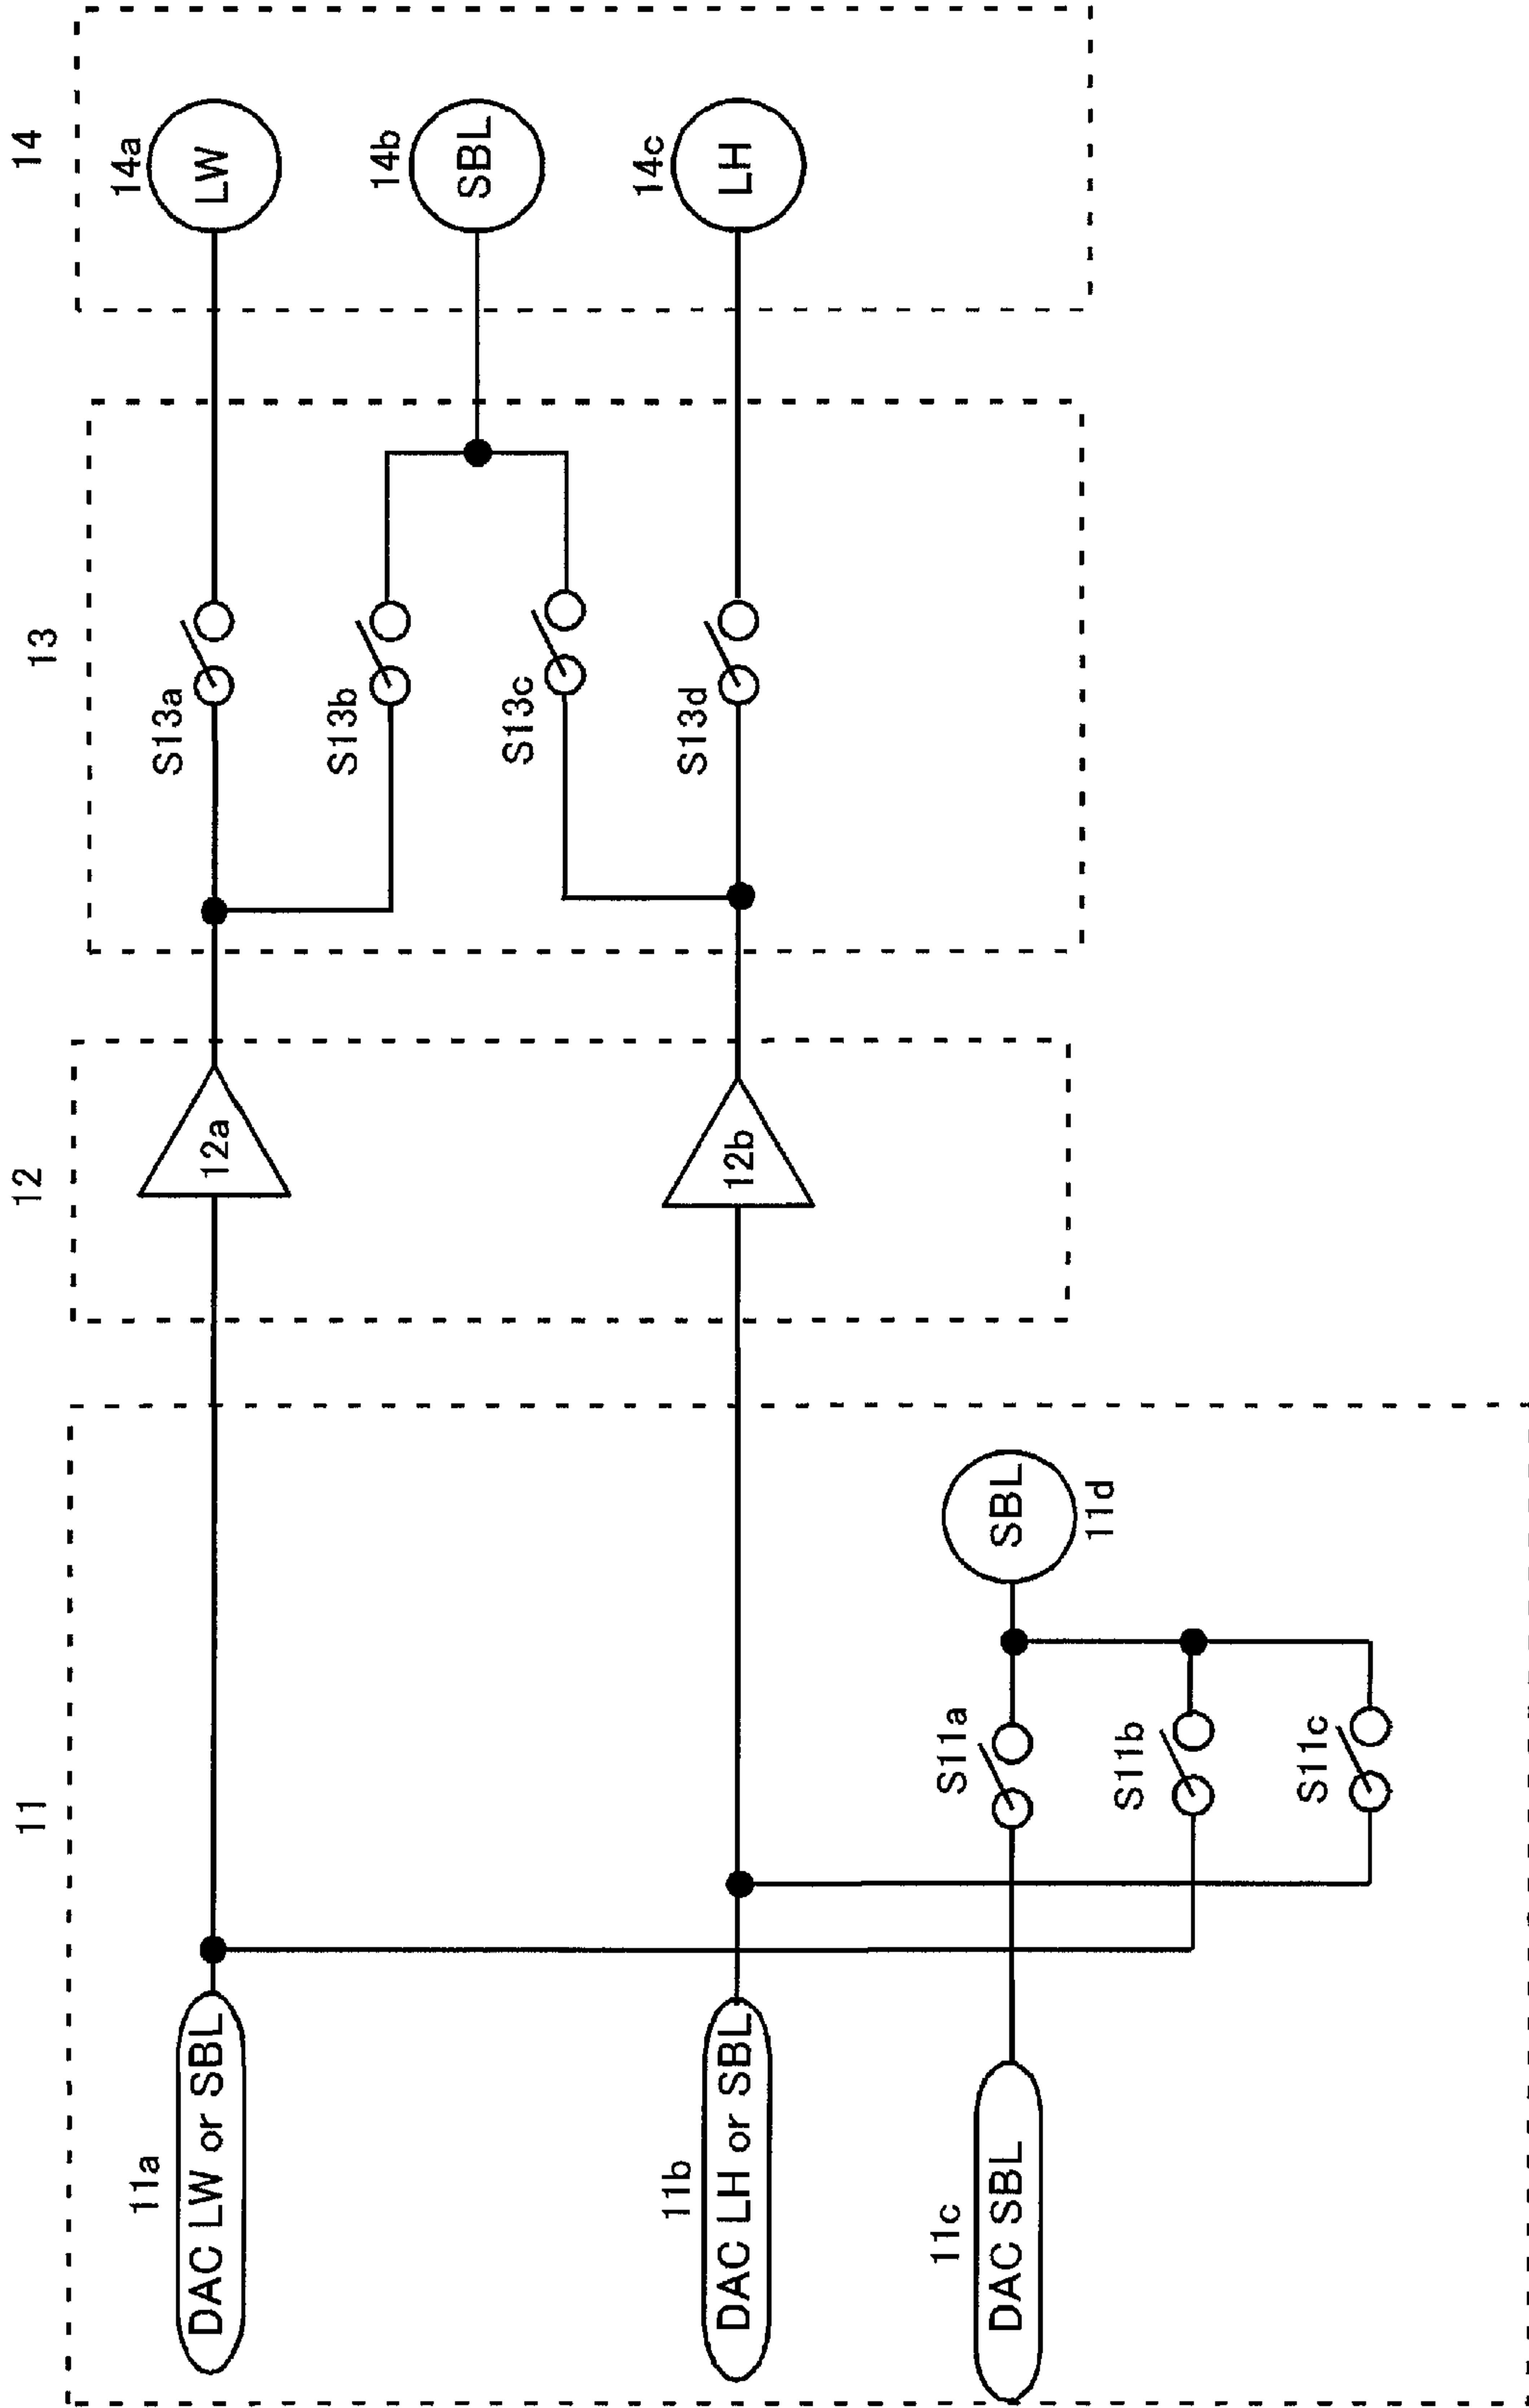 11
12
13
14
11a
DAC LW or SBL
12a
S13a
14a
LW
S13b
14b
SBL
S13c
11b
DAC LH or SBL
12b
S13d
14c
LH
11c
DAC SBL
S11a
SBL
11d
S11b
S11c